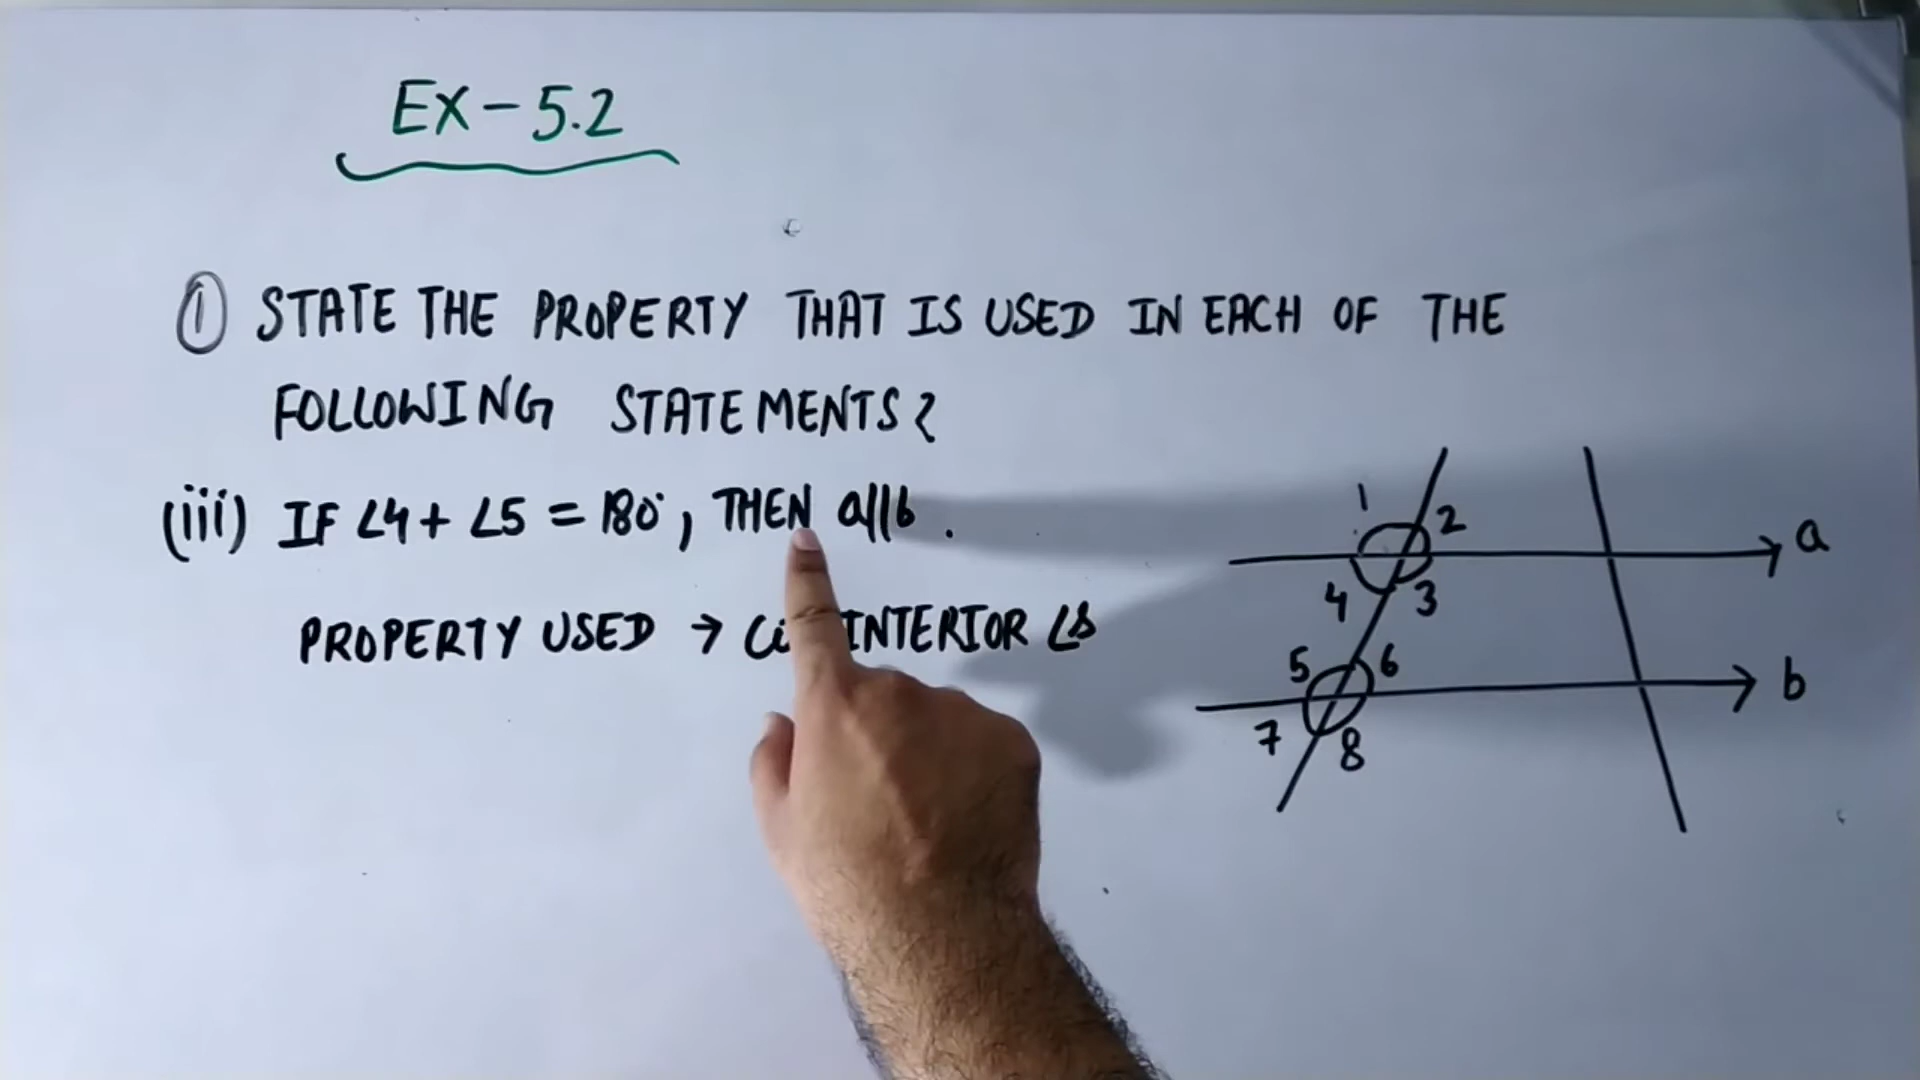 Ex-5.2
① STATE THE PROPERTY THAT IS USED IN EACH OF THE
FOLLOWING STATEMENTS?
(iii) IF ∠4 + ∠5 = 180°, THEN a||b.
PROPERTY USED → INTERIOR ∠s
1
2
a
4
3
5
6
b
7
8